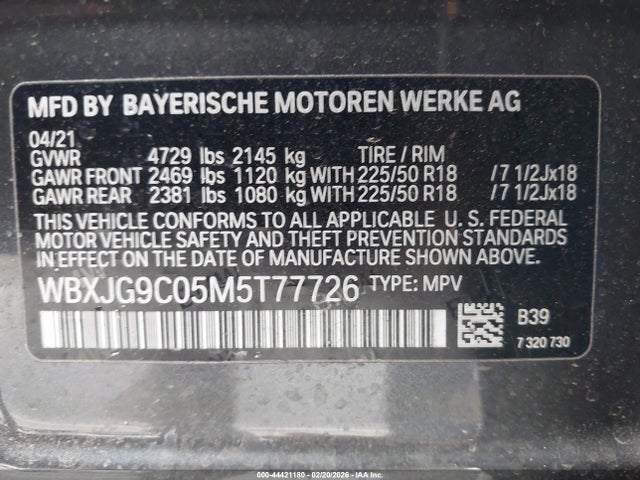 MFD BY BAYERISCHE MOTOREN WERKE AG
04/21
GVWR 4729 lbs 2145 kg TIRE / RIM
GAWR FRONT 2469 lbs 1120 kg WITH 225/50 R18 /7 1/2Jx18
GAWR REAR 2381 lbs 1080 kg WITH 225/50 R18 /7 1/2Jx18
THIS VEHICLE CONFORMS TO ALL APPLICABLE U. S. FEDERAL
MOTOR VEHICLE SAFETY AND THEFT PREVENTION STANDARDS
IN EFFECT ON THE DATE OF MANUFACTURE SHOWN ABOVE.
WBXJG9C05M5T77726 TYPE: MPV
B39
7 320 730
000-44421180 - 02/20/2026 - IAAI.com